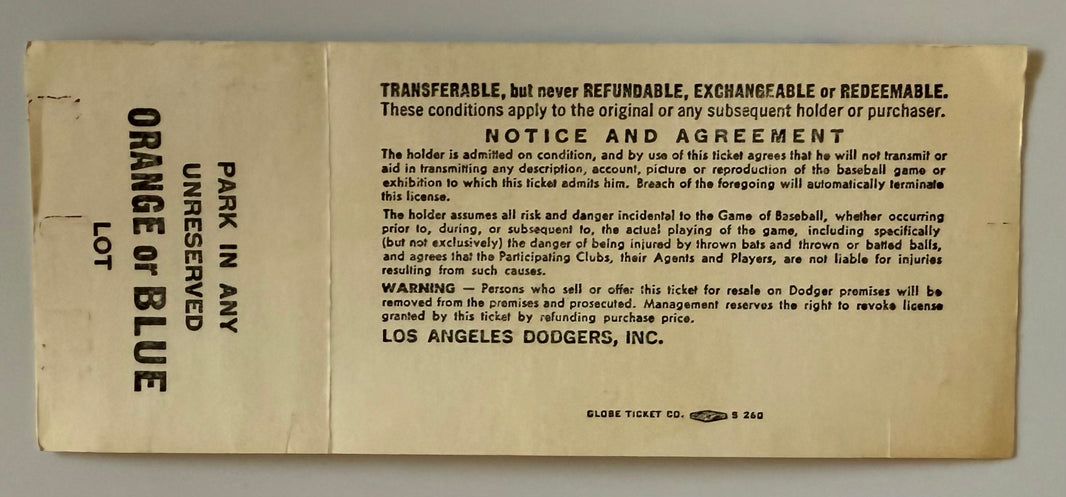 PARK IN ANY
UNRESERVED
ORANGE or BLUE
LOT
TRANSFERABLE, but never REFUNDABLE, EXCHANGEABLE or REDEEMABLE.
These conditions apply to the original or any subsequent holder or purchaser.
NOTICE AND AGREEMENT
The holder is admitted on condition, and by use of this ticket agrees that he will not transmit or
aid in transmitting any description, account, picture or reproduction of the baseball game or
exhibition to which this ticket admits him. Breach of the foregoing will automatically terminate
this license.
The holder assumes all risk and danger incidental to the Game of Baseball, whether occurring
prior to, during, or subsequent to, the actual playing of the game, including specifically
(but not exclusively) the danger of being injured by thrown bats and thrown or batted balls,
and agrees that the Participating Clubs, their Agents and Players, are not liable for injuries
resulting from such causes.
WARNING — Persons who sell or offer this ticket for resale on Dodger premises will be
removed from the premises and prosecuted. Management reserves the right to revoke license
granted by this ticket by refunding purchase price.
LOS ANGELES DODGERS, INC.
GLOBE TICKET CO. S 260